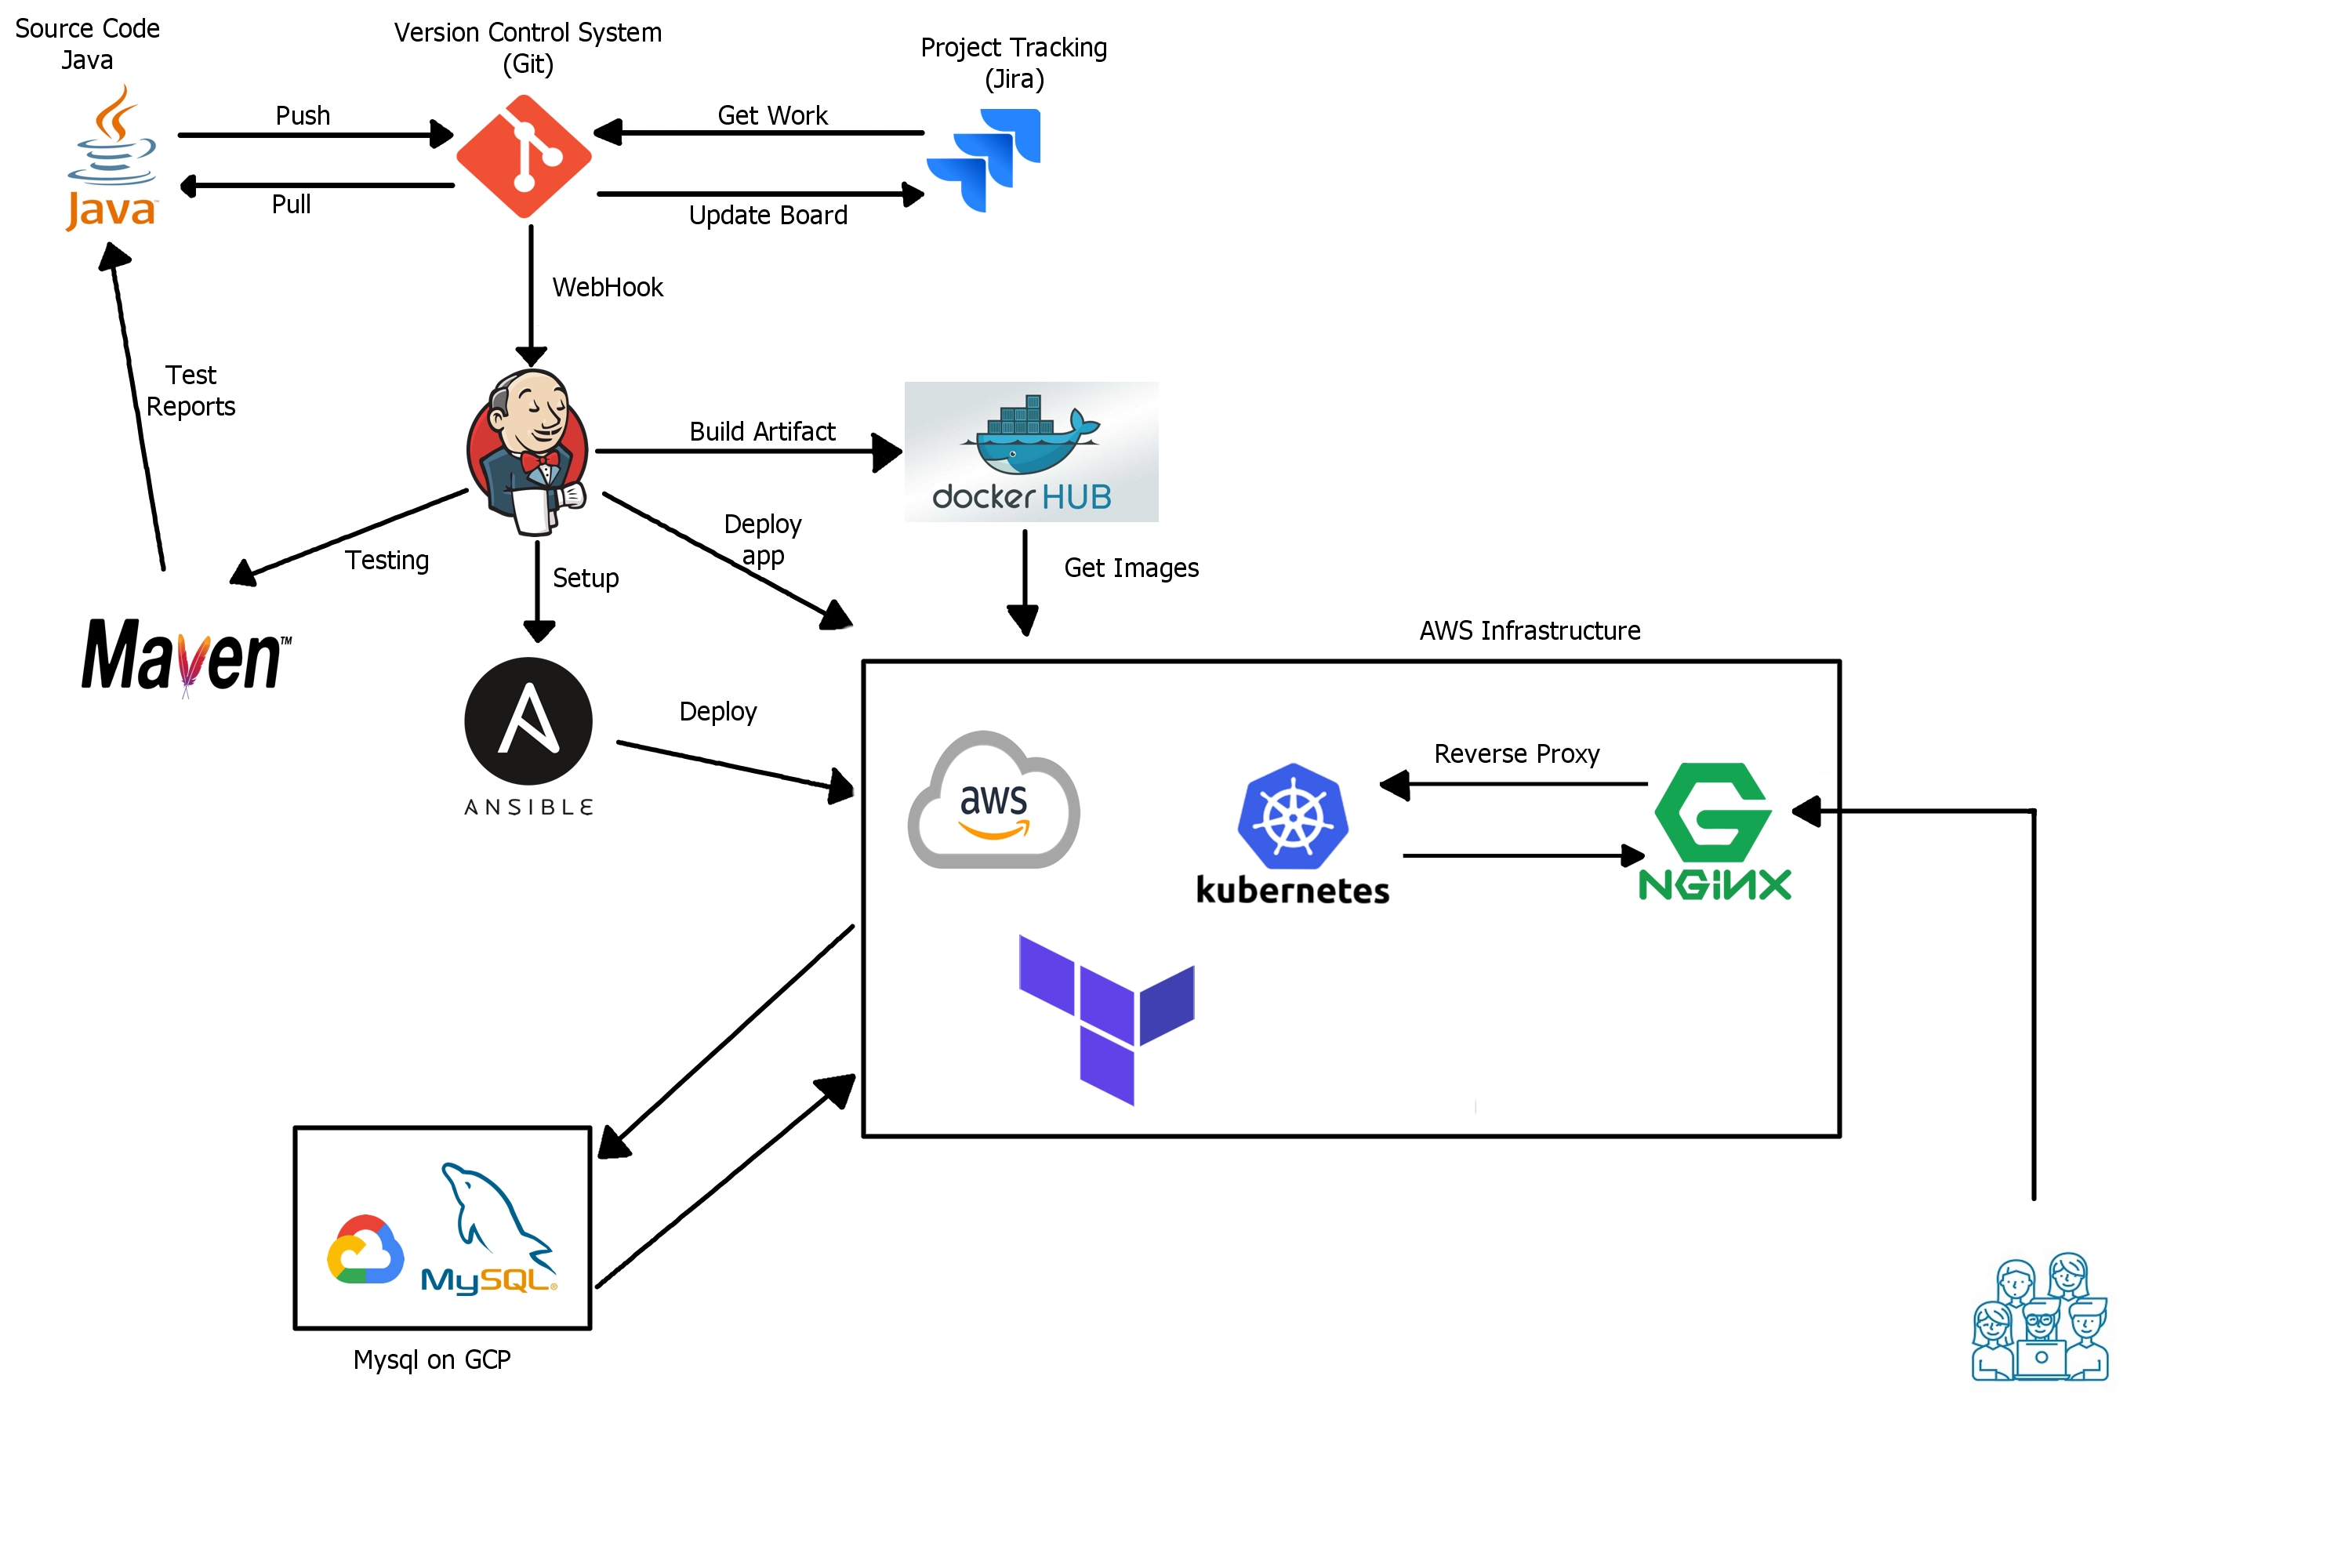 Source Code
Java
Version Control System
(Git)
Project Tracking
(Jira)
Push
Get Work
Java™
Pull
Update Board
WebHook
Test
Reports
Build Artifact
docker HUB
Deploy
app
Testing
Setup
Get Images
Maven™
AWS Infrastructure
Deploy
ANSIBLE
aws
Reverse Proxy
kubernetes
NGiNX
MySQL®
Mysql on GCP